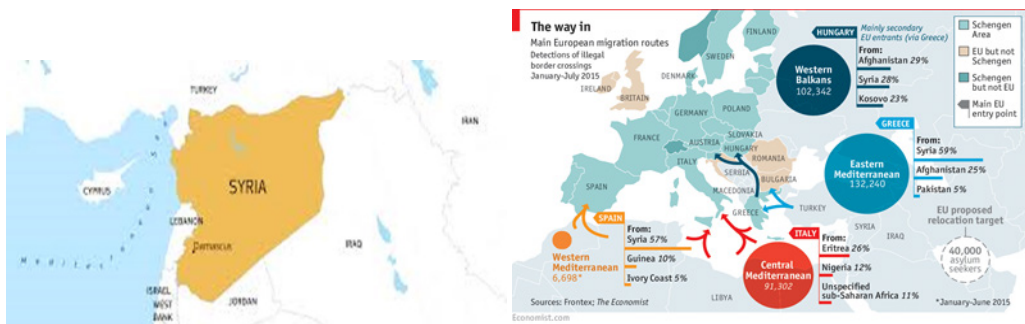 TURKEY
IRAN
CYPRUS
SYRIA
LEBANON
DAMASCUS
IRAQ
ISRAEL
WEST
BANK
JORDAN
The way in
Main European migration routes
Detections of illegal
border crossings
January-July 2015
HUNGARY
Mainly secondary
EU entrants (via Greece)
From:
Afghanistan 29%
Syria 28%
Kosovo 23%
Western
Balkans
102,342
Schengen
Area
EU but not
Schengen
Schengen
but not EU
Main EU
entry point
FINLAND
SWEDEN
DENMARK
IRELAND
BRITAIN
GERMANY
POLAND
FRANCE
SLOVAKIA
AUSTRIA
HUNGARY
ROMANIA
ITALY
SERBIA
BULGARIA
SPAIN
MACEDONIA
GREECE
TURKEY
SYRIA
IRAQ
LIBYA
GREECE
From:
Syria 59%
Afghanistan 25%
Pakistan 5%
Eastern
Mediterranean
132,240
SPAIN
From:
Syria 57%
Guinea 10%
Ivory Coast 5%
Western
Mediterranean
6,698*
ITALY
From:
Eritrea 26%
Nigeria 12%
Unspecified
sub-Saharan Africa 11%
Central
Mediterranean
91,302
EU proposed
relocation target
40,000
asylum
seekers
Sources: Frontex; The Economist
*January-June 2015
Economist.com